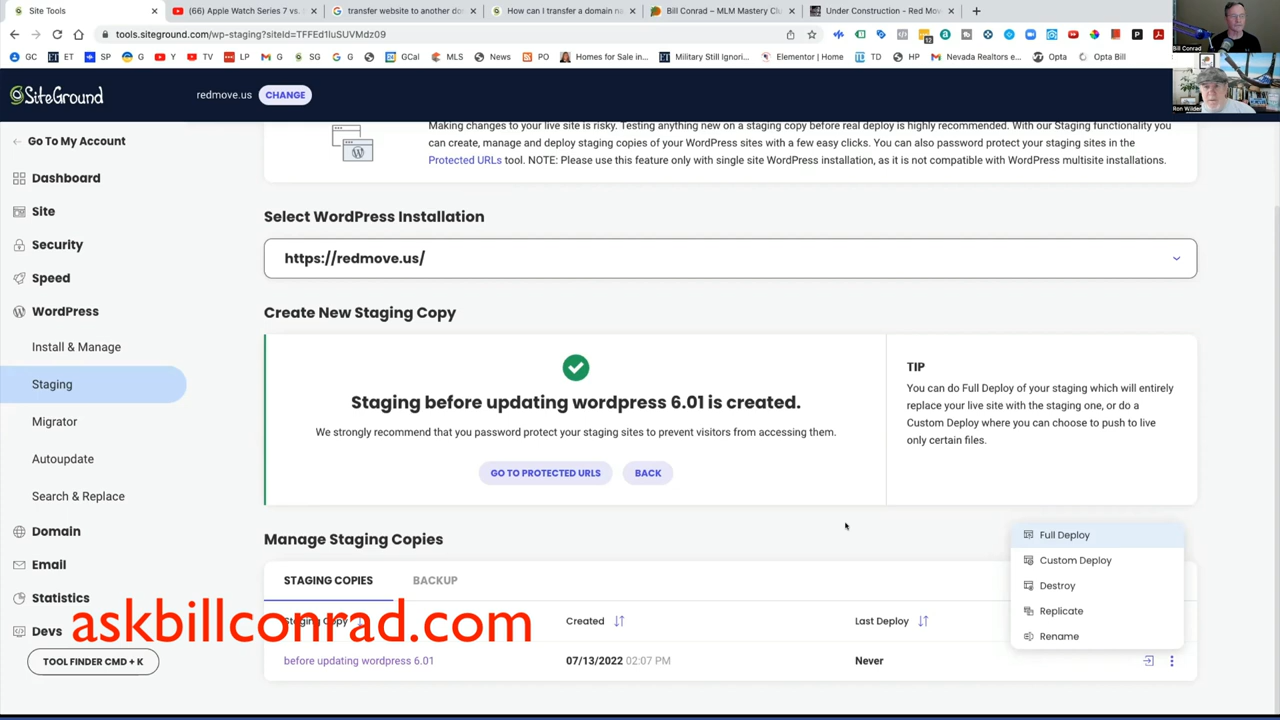 Site Tools
(66) Apple Watch Series 7 vs.
transfer website to another do
How can I transfer a domain na
Bill Conrad – MLM Mastery Clu
Under Construction - Red Mov
tools.siteground.com/wp-staging?siteId=TFFEd1luSUVMdz09
GC
ET
SP
G
Y
TV
LP
G
SG
G
GCal
MLS
News
PO
Homes for Sale in...
Military Still Ignori...
Elementor | Home
TD
HP
Nevada Realtors e...
Opta
Opta Bill
Bill Conrad
Ron Wilder
SiteGround
redmove.us
CHANGE
Go To My Account
Dashboard
Site
Security
Speed
WordPress
Install & Manage
Staging
Migrator
Autoupdate
Search & Replace
Domain
Email
Statistics
Devs
TOOL FINDER CMD + K
Making changes to your live site is risky. Testing anything new on a staging copy before real deploy is highly recommended. With our Staging functionality you
can create, manage and deploy staging copies of your WordPress sites with a few easy clicks. You can also password protect your staging sites in the
Protected URLs tool. NOTE: Please use this feature only with single site WordPress installation, as it is not compatible with WordPress multisite installations.
Select WordPress Installation
https://redmove.us/
Create New Staging Copy
Staging before updating wordpress 6.01 is created.
We strongly recommend that you password protect your staging sites to prevent visitors from accessing them.
GO TO PROTECTED URLS
BACK
TIP
You can do Full Deploy of your staging which will entirely
replace your live site with the staging one, or do a
Custom Deploy where you can choose to push to live
only certain files.
Manage Staging Copies
STAGING COPIES
BACKUP
Staging Copy
Created
Last Deploy
before updating wordpress 6.01
07/13/2022 02:07 PM
Never
Full Deploy
Custom Deploy
Destroy
Replicate
Rename
askbillconrad.com